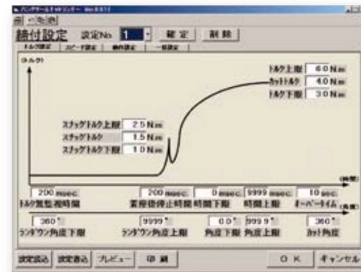 締付設定 設定No. 1 確定 削除
トルク設定 スピード設定 動作設定 一般設定
(トルク)
トルク上限 6.0 N.m
カットトルク 4.0 N.m
トルク下限 3.0 N.m
スナッグトルク上限 2.5 N.m
スナッグトルク 1.5 N.m
スナッグトルク下限 1.0 N.m
(時間)
200 msec. 200 msec. 0 msec. 9999 msec. 10 sec.
トルク無監視時間 着座後停止時間 時間下限 時間上限 オーバータイム (角度)
360 ° 9999 ° 0.0 ° 999.9 ° 360 °
ランダウン角度下限 ランダウン角度上限 角度下限 角度上限 カット角度
設定読込 設定書込 プレビュー 印刷 OK キャンセル